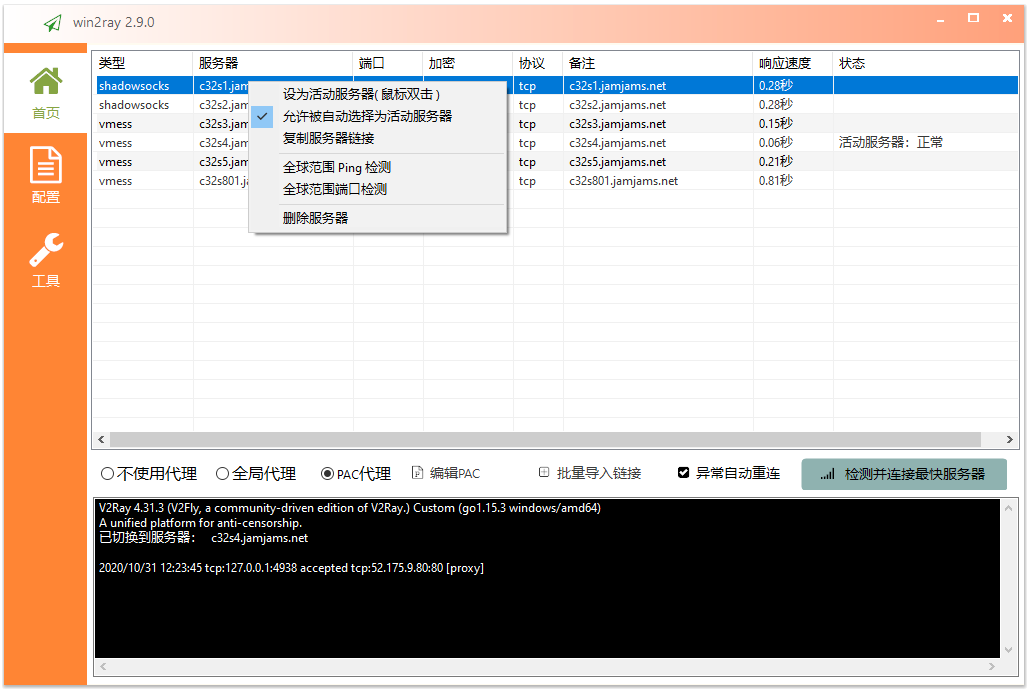 win2ray 2.9.0
类型 服务器 端口 加密 协议 备注 响应速度 状态
shadowsocks c32s1.jam tcp c32s1.jamjams.net 0.28秒
shadowsocks c32s2.jam tcp c32s2.jamjams.net 0.28秒
vmess c32s3.jam tcp c32s3.jamjams.net 0.15秒
vmess c32s4.jam tcp c32s4.jamjams.net 0.06秒 活动服务器：正常
vmess c32s5.jam tcp c32s5.jamjams.net 0.21秒
vmess c32s801.j tcp c32s801.jamjams.net 0.81秒
设为活动服务器( 鼠标双击 )
允许被自动选择为活动服务器
复制服务器链接
全球范围 Ping 检测
全球范围端口检测
删除服务器
首页
配置
工具
不使用代理 全局代理 PAC代理 编辑PAC 批量导入链接 异常自动重连 检测并连接最快服务器
V2Ray 4.31.3 (V2Fly, a community-driven edition of V2Ray.) Custom (go1.15.3 windows/amd64)
A unified platform for anti-censorship.
已切换到服务器： c32s4.jamjams.net
2020/10/31 12:23:45 tcp:127.0.0.1:4938 accepted tcp:52.175.9.80:80 [proxy]